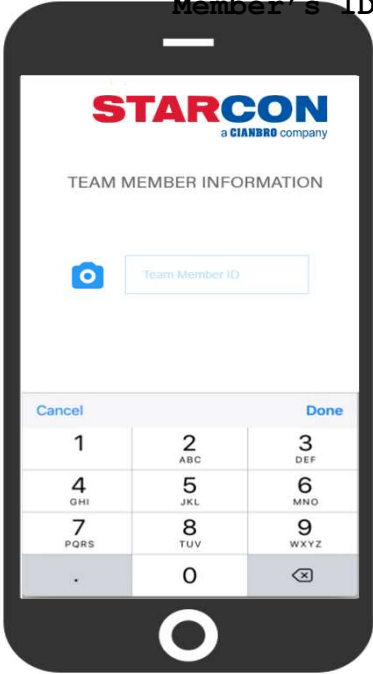 Member's ID
STARCON
a CIANBRO company
TEAM MEMBER INFORMATION
Team Member ID
Cancel Done
1 2 3
ABC DEF
4 5 6
GHI JKL MNO
7 8 9
PQRS TUV WXYZ
. 0